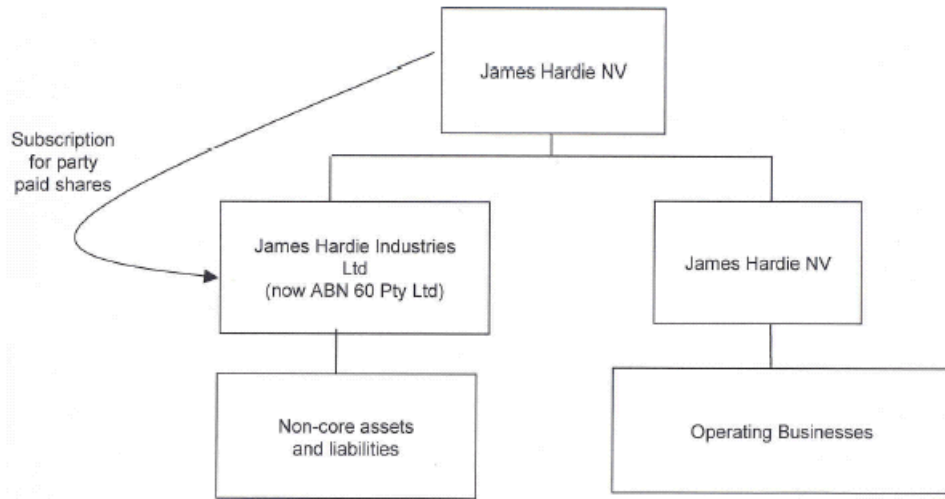 James Hardie NV
Subscription
for party
paid shares
James Hardie Industries
Ltd
(now ABN 60 Pty Ltd)
James Hardie NV
Non-core assets
and liabilities
Operating Businesses